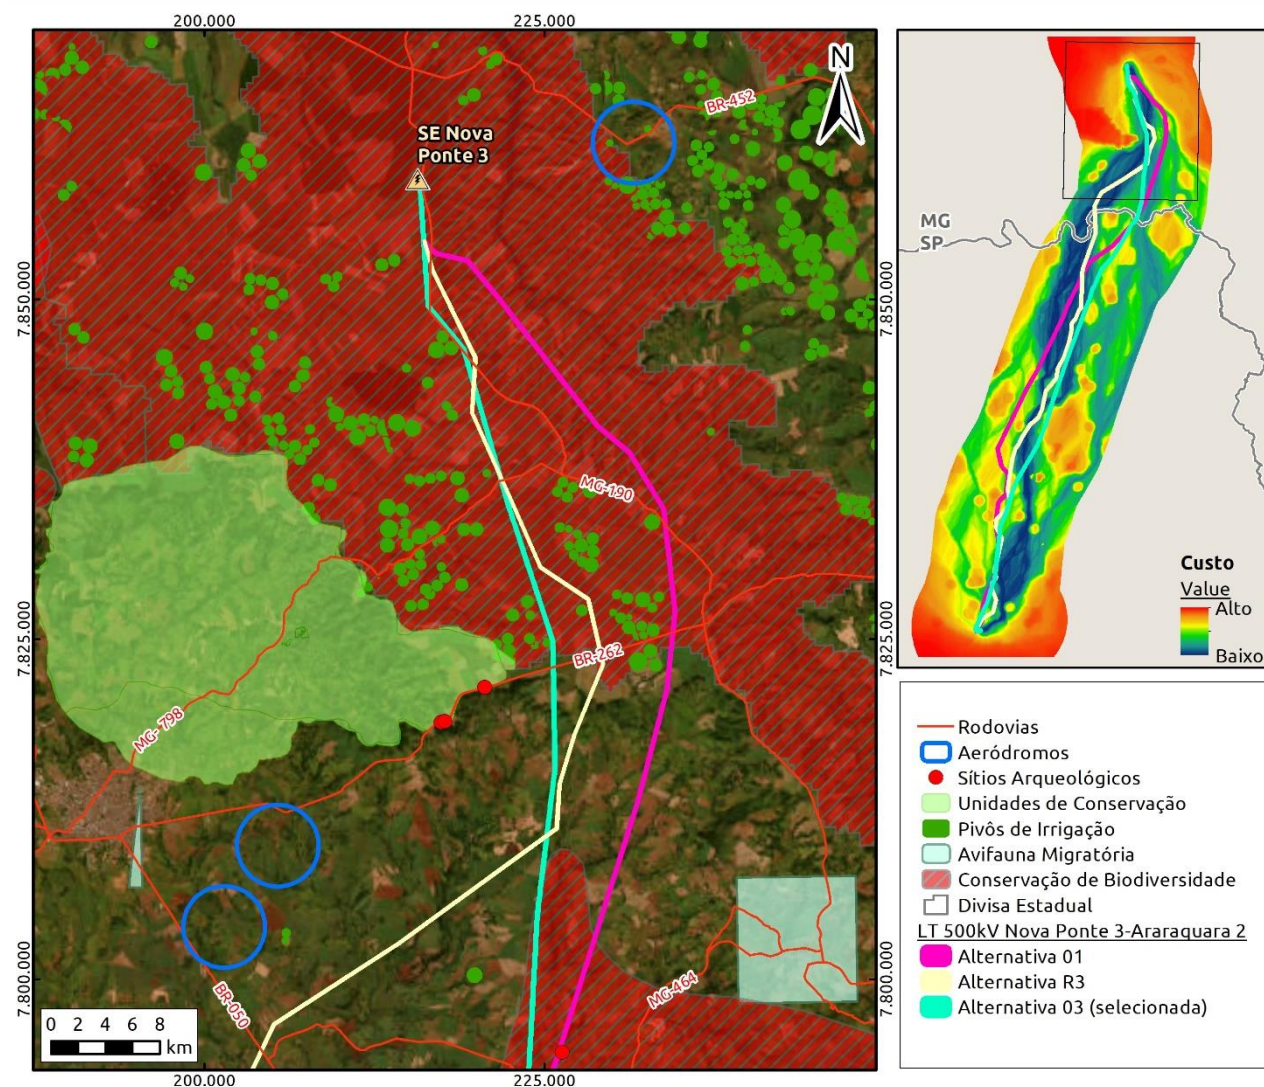 200.000
225.000
N
BR-452
SE Nova
Ponte 3
MG
SP
7.850.000
7.850.000
7.850.000
MG-190
Custo
Value
Alto
Baixo
7.825.000
7.825.000
BR-262
MG- 798
Rodovias
Aeródromos
Sítios Arqueológicos
Unidades de Conservação
Pivôs de Irrigação
Avifauna Migratória
Conservação de Biodiversidade
Divisa Estadual
LT 500kV Nova Ponte 3-Araraquara 2
Alternativa 01
Alternativa R3
Alternativa 03 (selecionada)
7.800.000
7.800.000
MG-464
BR-050
0 2 4 6 8
km
200.000
225.000